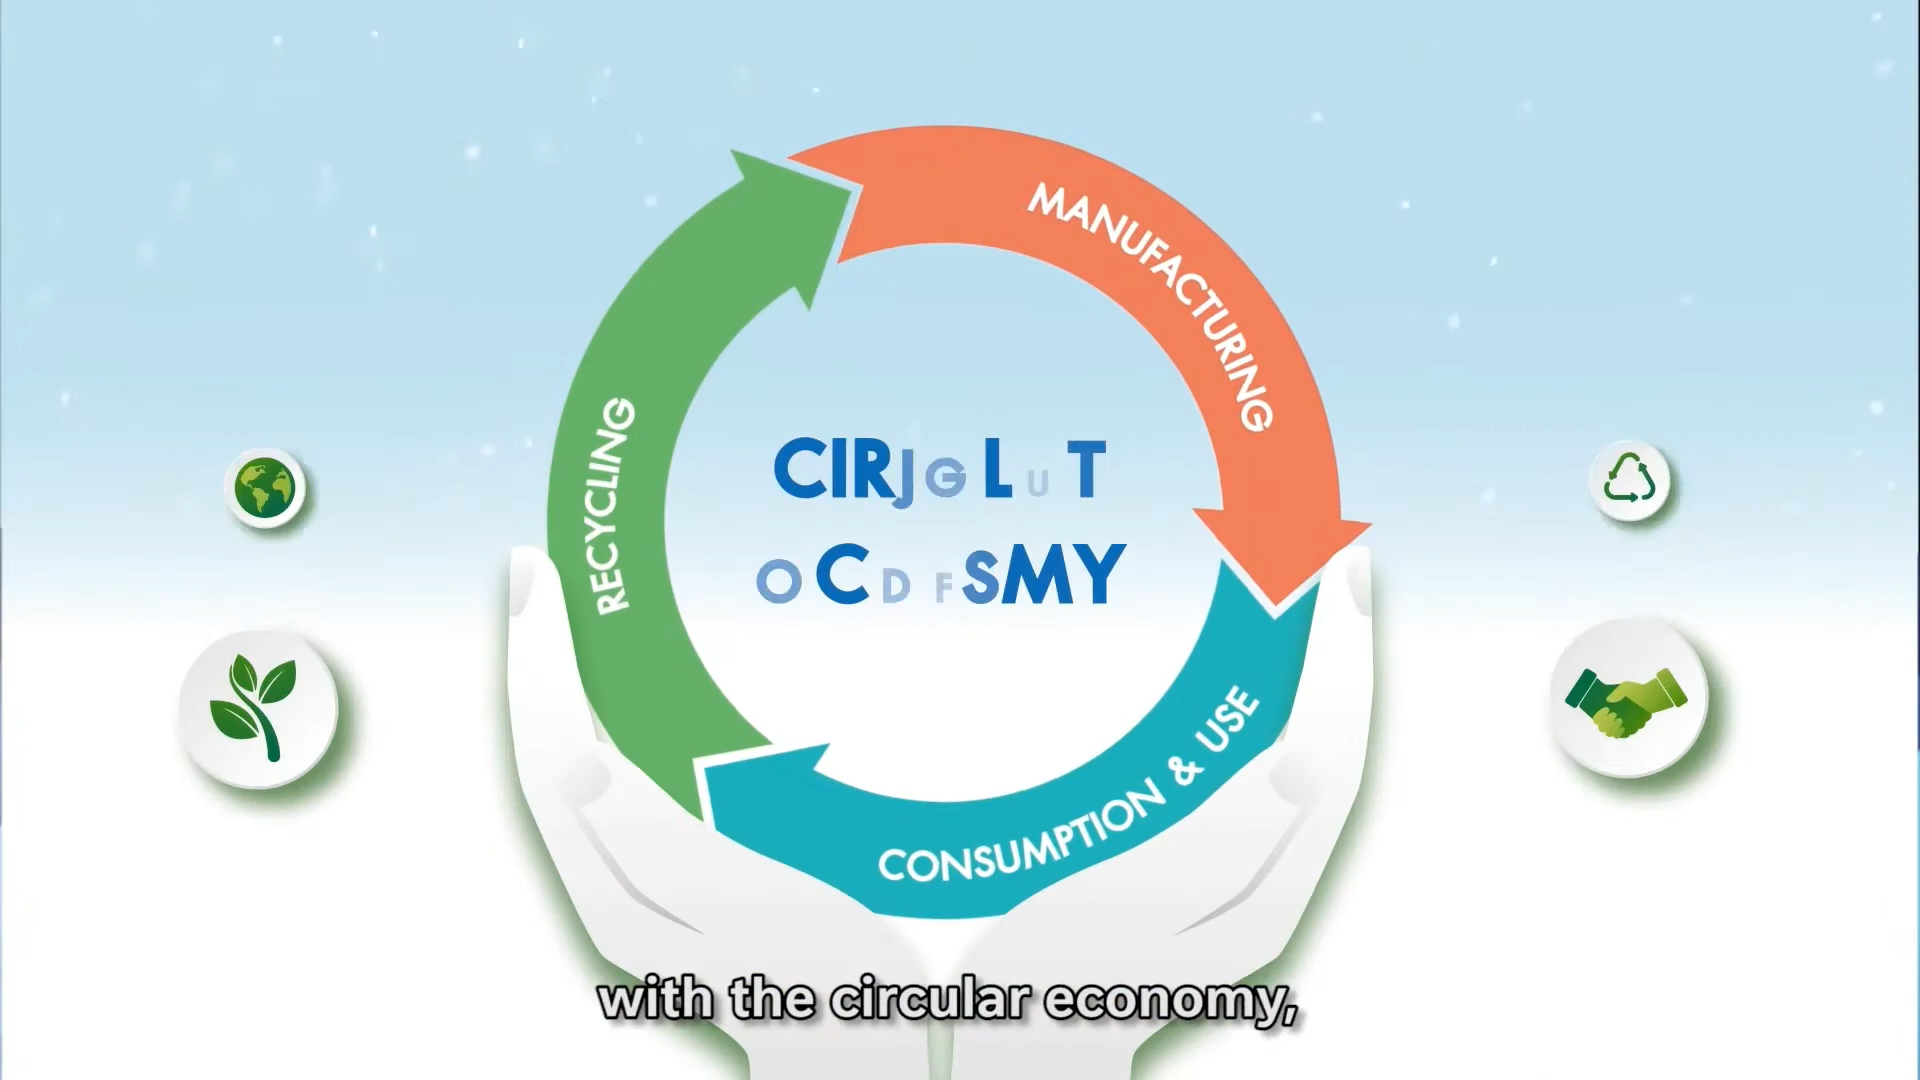 MANUFACTURING
RECYCLING
CIRJGLUT
OCDFSMY
CONSUMPTION & USE
with the circular economy,